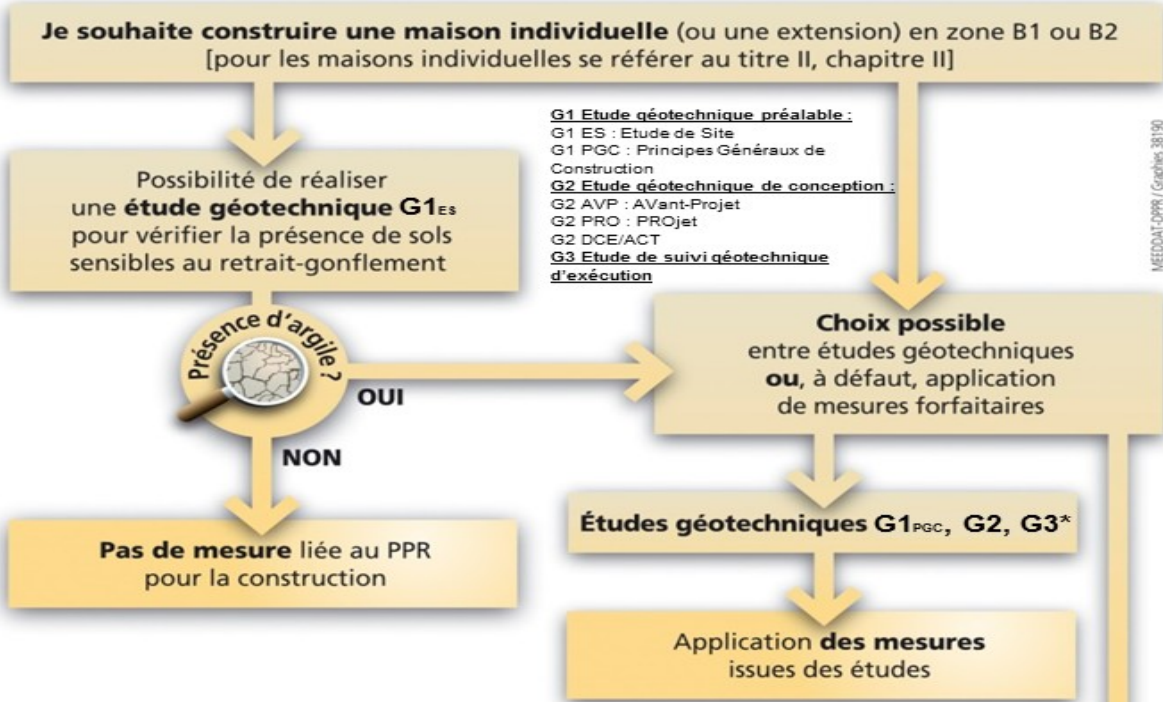 Je souhaite construire une maison individuelle (ou une extension) en zone B1 ou B2
[pour les maisons individuelles se référer au titre II, chapitre II]
Possibilité de réaliser
une étude géotechnique G1ES
pour vérifier la présence de sols
sensibles au retrait-gonflement
G1 Etude géotechnique préalable :
G1 ES : Etude de Site
G1 PGC : Principes Généraux de
Construction
G2 Etude géotechnique de conception :
G2 AVP : AVant-Projet
G2 PRO : PROjet
G2 DCE/ACT
G3 Etude de suivi géotechnique
d'exécution
MEEDDAT-DPPR / Graphies 38190
Présence d'argile ?
OUI
NON
Choix possible
entre études géotechniques
ou, à défaut, application
de mesures forfaitaires
Pas de mesure liée au PPR
pour la construction
Études géotechniques G1PGC, G2, G3*
Application des mesures
issues des études